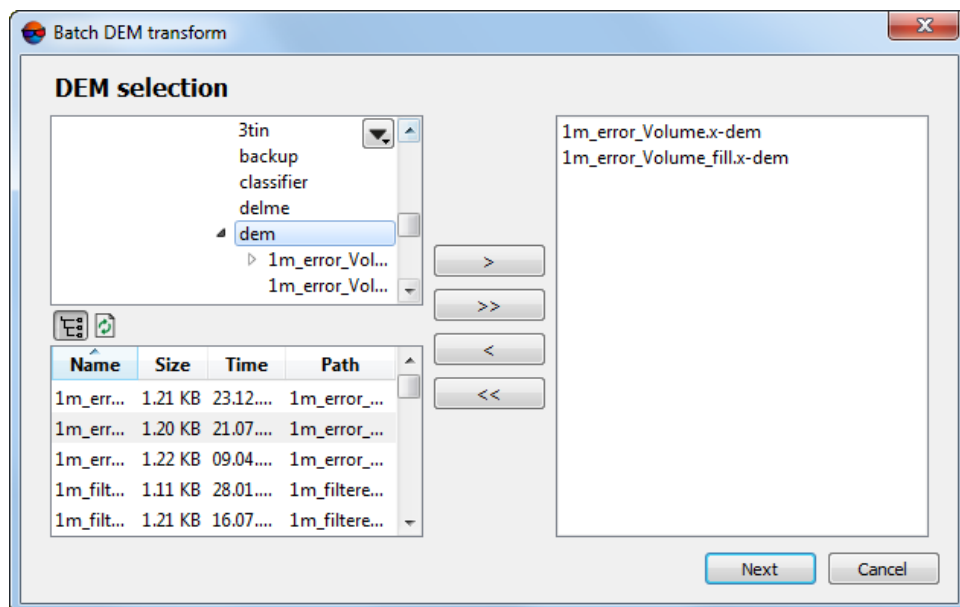 Batch DEM transform
DEM selection
3tin
backup
classifier
delme
dem
1m_error_Vol...
1m_error_Vol...
Name Size Time Path
1m_err... 1.21 KB 23.12.... 1m_error_...
1m_err... 1.20 KB 21.07.... 1m_error_...
1m_err... 1.22 KB 09.04.... 1m_error_...
1m_filt... 1.11 KB 28.01.... 1m_filtere...
1m_filt... 1.21 KB 16.07.... 1m_filtere...
>
>>
<
<<
1m_error_Volume.x-dem
1m_error_Volume_fill.x-dem
Next Cancel